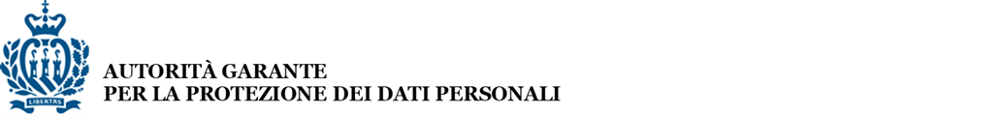 LIBERTAS
AUTORITÀ GARANTE
PER LA PROTEZIONE DEI DATI PERSONALI